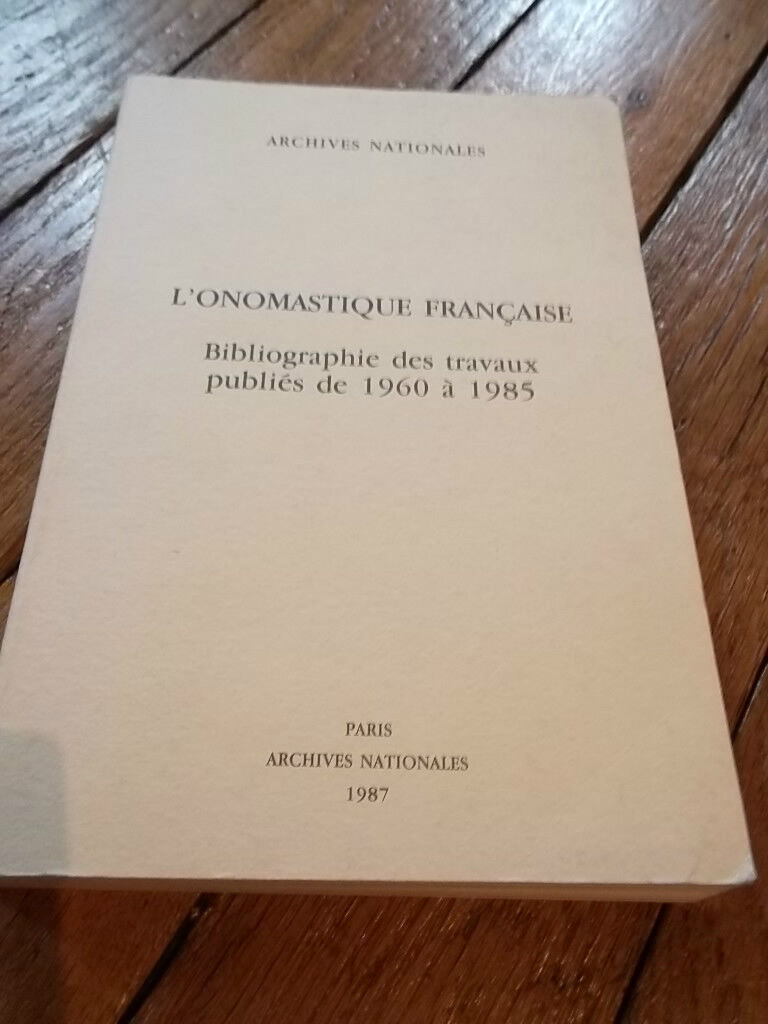 ARCHIVES NATIONALES
L'ONOMASTIQUE FRANÇAISE
Bibliographie des travaux
publiés de 1960 à 1985
PARIS
ARCHIVES NATIONALES
1987